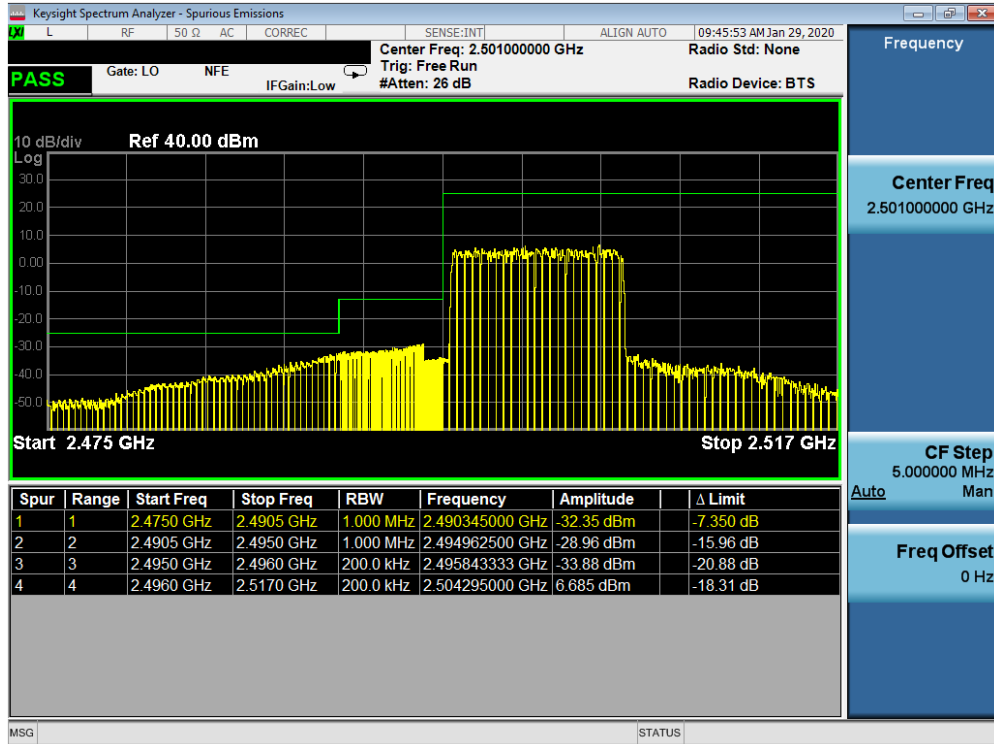 Keysight Spectrum Analyzer - Spurious Emissions
LXI L RF 50 Ω AC CORREC SENSE:INT ALIGN AUTO 09:45:53 AM Jan 29, 2020
Center Freq: 2.501000000 GHz Radio Std: None
PASS Gate: LO NFE Trig: Free Run
IFGain:Low #Atten: 26 dB Radio Device: BTS
Frequency
10 dB/div Ref 40.00 dBm
Log
30.0
20.0
10.0
0.00
-10.0
-20.0
-30.0
-40.0
-50.0
Start 2.475 GHz Stop 2.517 GHz
Center Freq
2.501000000 GHz
CF Step
5.000000 MHz
Auto Man
Freq Offset
0 Hz
Spur Range Start Freq Stop Freq RBW Frequency Amplitude Δ Limit
1 1 2.4750 GHz 2.4905 GHz 1.000 MHz 2.490345000 GHz -32.35 dBm -7.350 dB
2 2 2.4905 GHz 2.4950 GHz 1.000 MHz 2.494962500 GHz -28.96 dBm -15.96 dB
3 3 2.4950 GHz 2.4960 GHz 200.0 kHz 2.495843333 GHz -33.88 dBm -20.88 dB
4 4 2.4960 GHz 2.5170 GHz 200.0 kHz 2.504295000 GHz 6.685 dBm -18.31 dB
MSG STATUS